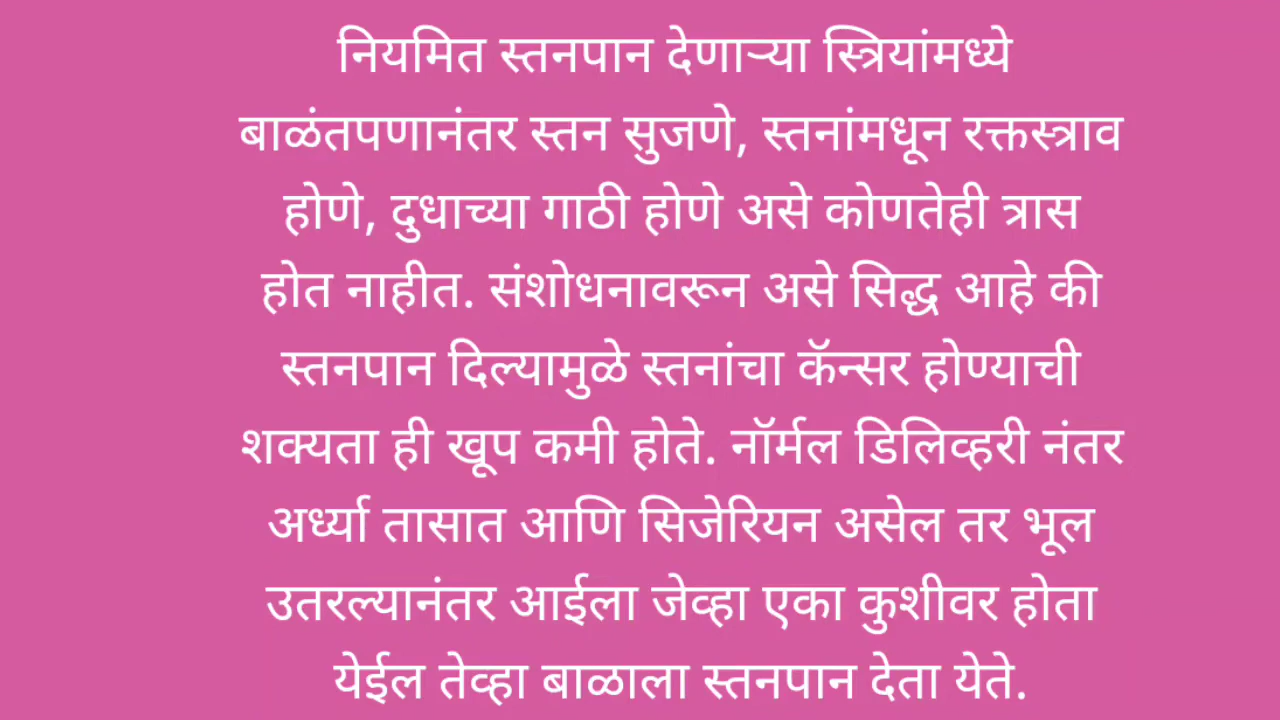 नियमित स्तनपान देणाऱ्या स्त्रियांमध्ये
बाळंतपणानंतर स्तन सुजणे, स्तनांमधून रक्तस्त्राव
होणे, दुधाच्या गाठी होणे असे कोणतेही त्रास
होत नाहीत. संशोधनावरून असे सिद्ध आहे की
स्तनपान दिल्यामुळे स्तनांचा कॅन्सर होण्याची
शक्यता ही खूप कमी होते. नॉर्मल डिलिव्हरी नंतर
अर्ध्या तासात आणि सिजेरियन असेल तर भूल
उतरल्यानंतर आईला जेव्हा एका कुशीवर होता
येईल तेव्हा बाळाला स्तनपान देता येते.